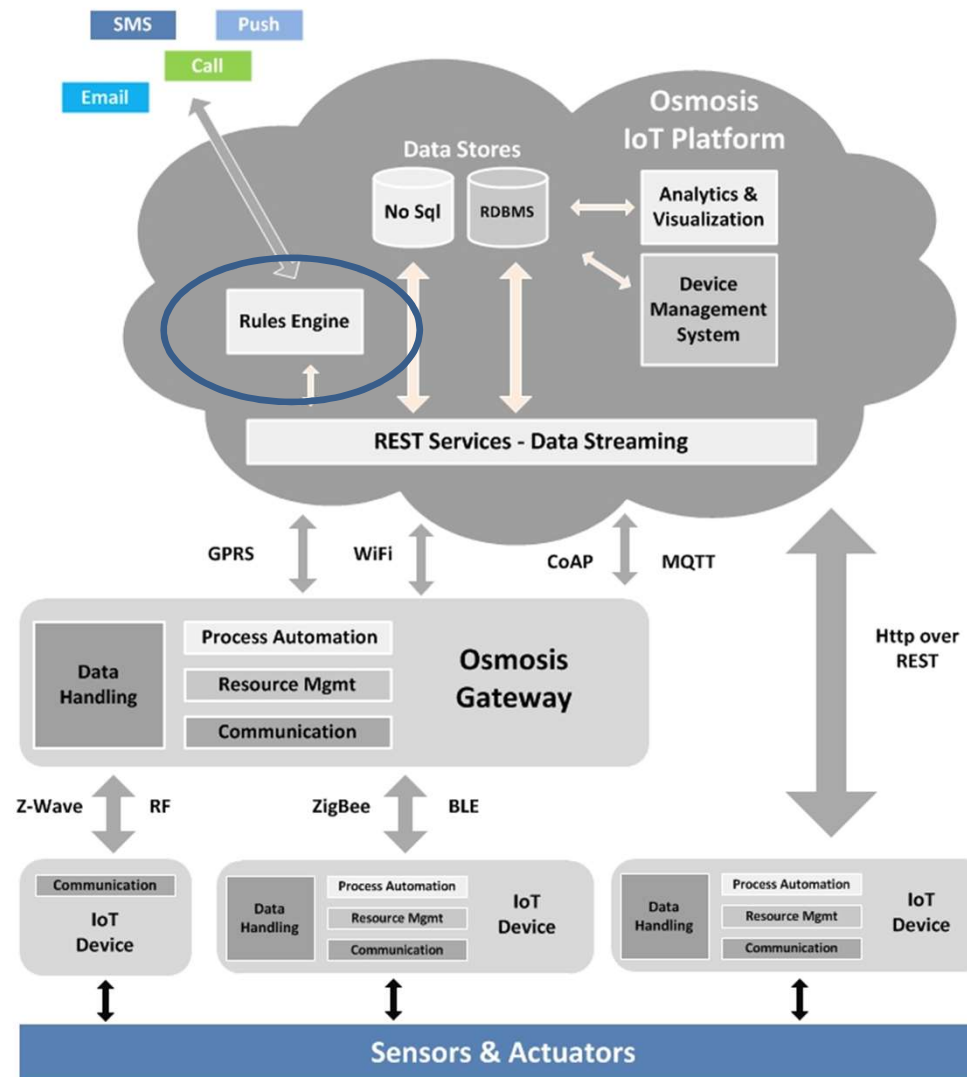 SMS
Push
Call
Email
Osmosis
IoT Platform
Data Stores
No Sql
RDBMS
Analytics &
Visualization
Device
Management
System
Rules Engine
REST Services - Data Streaming
GPRS
WiFi
CoAP
MQTT
Http over
REST
Data
Handling
Process Automation
Resource Mgmt
Communication
Osmosis
Gateway
Z-Wave
RF
ZigBee
BLE
Communication
IoT
Device
Data
Handling
Process Automation
Resource Mgmt
Communication
IoT
Device
Data
Handling
Process Automation
Resource Mgmt
Communication
IoT
Device
Sensors & Actuators